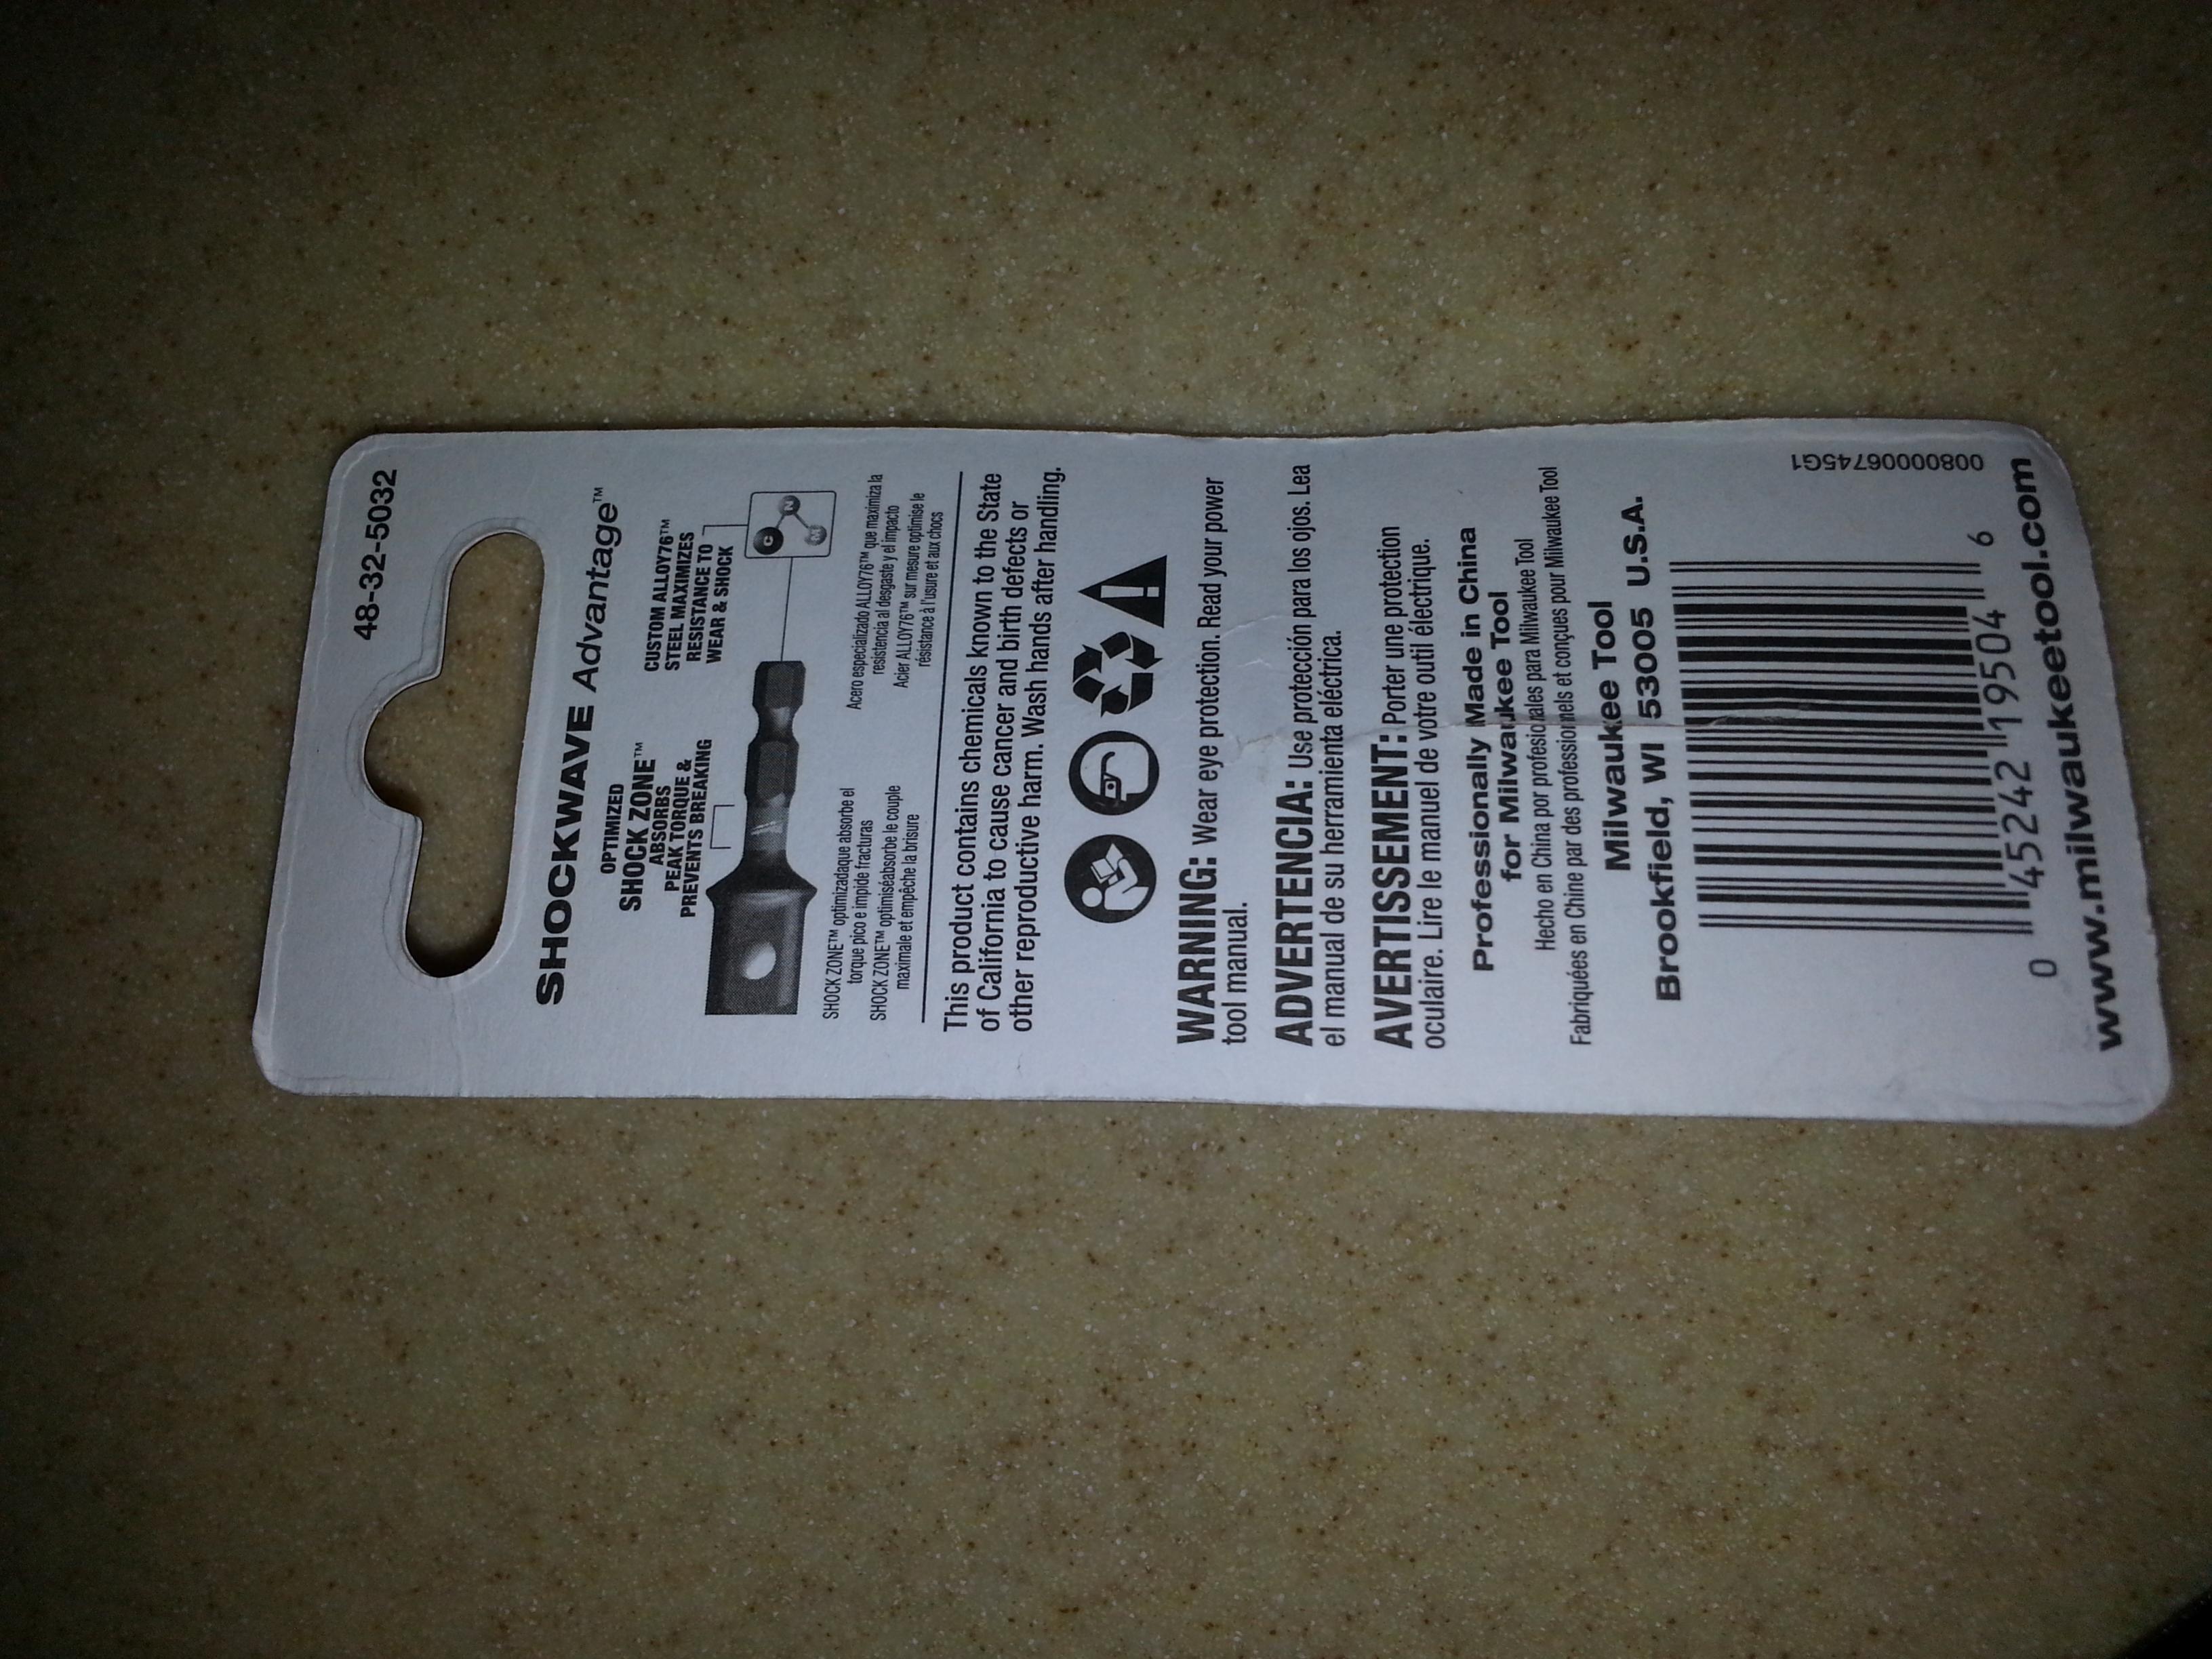 48-32-5032
SHOCKWAVE Advantage™
OPTIMIZED
SHOCK ZONE™
ABSORBS
PEAK TORQUE &
PREVENTS BREAKING
CUSTOM ALLOY76™
STEEL MAXIMIZES
RESISTANCE TO
WEAR & SHOCK
C
SHOCK ZONE™ optimizadaque absorbe el
torque pico e impide fracturas
SHOCK ZONE™ optimiséabsorbe le couple
maximale et empêche la brisure
Acero especializado ALLOY76™ que maximiza la
resistencia al desgaste y el impacto
Acier ALLOY76™ sur mesure optimise le
résistance à l'usure et aux chocs
This product contains chemicals known to the State
of California to cause cancer and birth defects or
other reproductive harm. Wash hands after handling.
WARNING: Wear eye protection. Read your power
tool manual.
ADVERTENCIA: Use protección para los ojos. Lea
el manual de su herramienta eléctrica.
AVERTISSEMENT: Porter une protection
oculaire. Lire le manuel de votre outil électrique.
Professionally Made in China
for Milwaukee Tool
Hecho en China por profesionales para Milwaukee Tool
Fabriquées en Chine par des professionnels et conçues pour Milwaukee Tool
Milwaukee Tool
Brookfield, WI 53005 U.S.A.
0 45242 19504 6
00800006745G1
www.milwaukeetool.com